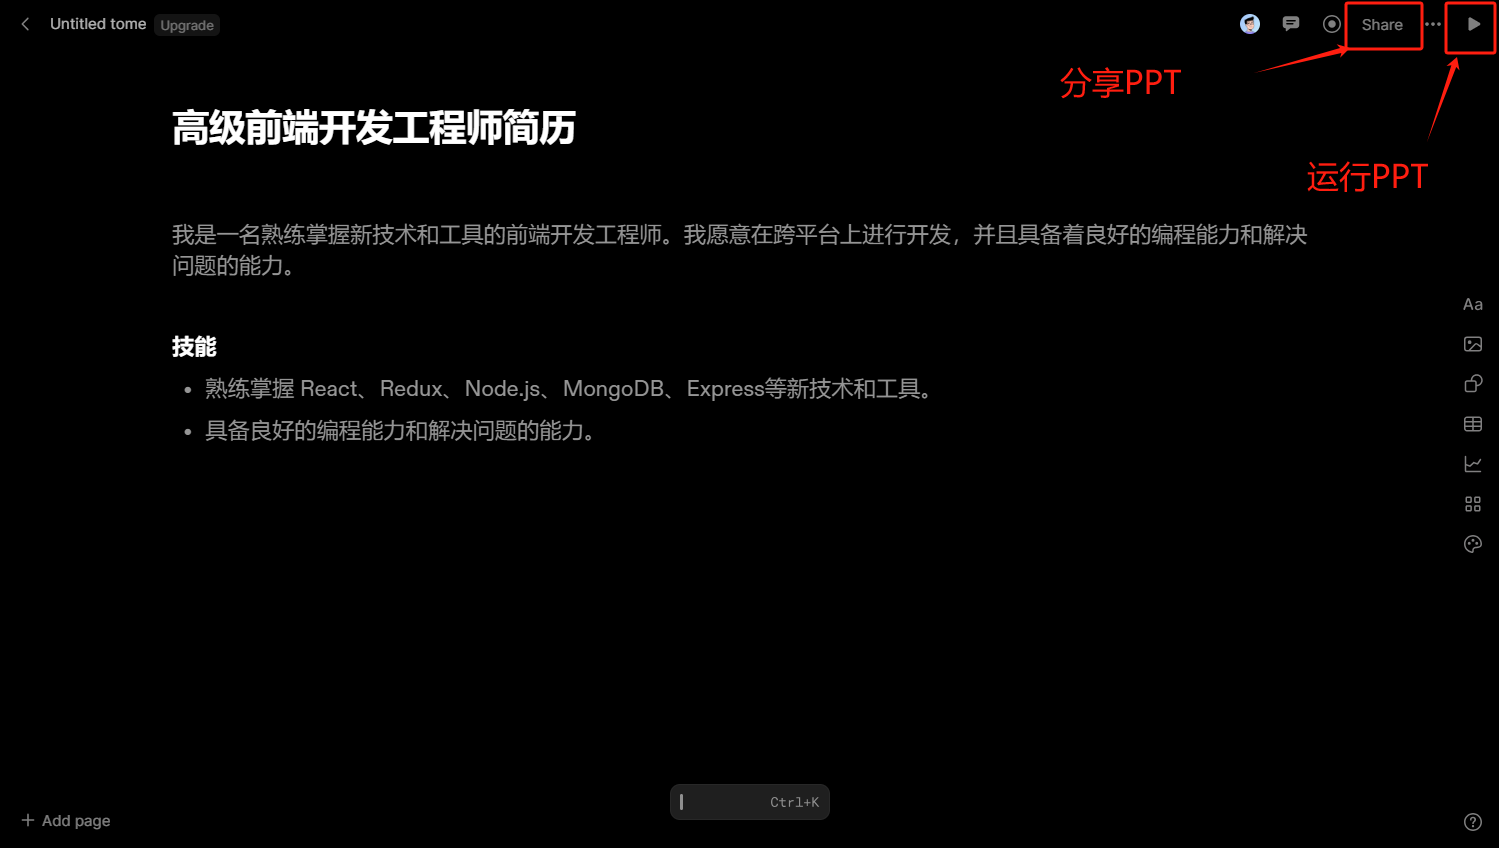 Untitled tome
Upgrade
Share
分享PPT
运行PPT
高级前端开发工程师简历
我是一名熟练掌握新技术和工具的前端开发工程师。我愿意在跨平台上进行开发，并且具备着良好的编程能力和解决
问题的能力。
技能
• 熟练掌握 React、Redux、Node.js、MongoDB、Express等新技术和工具。
• 具备良好的编程能力和解决问题的能力。
Aa
Ctrl+K
+ Add page